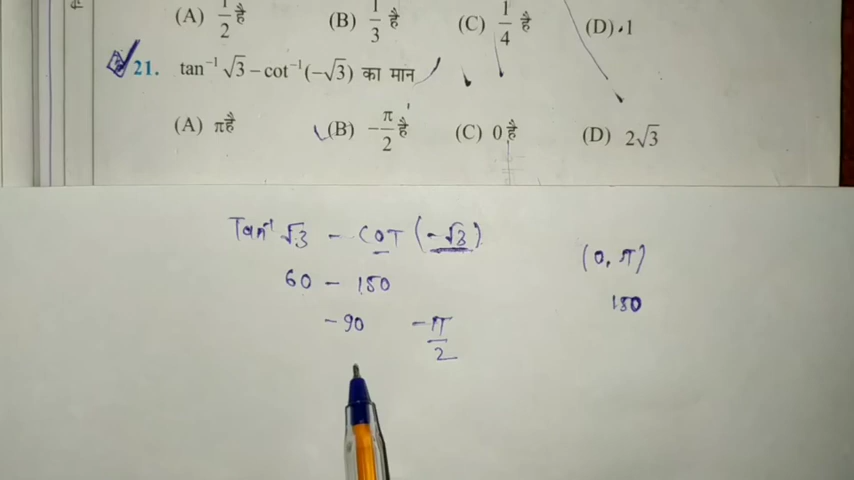 (A) 1/2 है (B) 1/3 है (C) 1/4 है (D) 1
21. tan⁻¹ √3 – cot⁻¹ (–√3) का मान
(A) π है (B) –π/2 है (C) 0 है (D) 2√3
Tan⁻¹ √3 – COT (–√3)
(0, π)
60 – 150
150
-90 -π/2